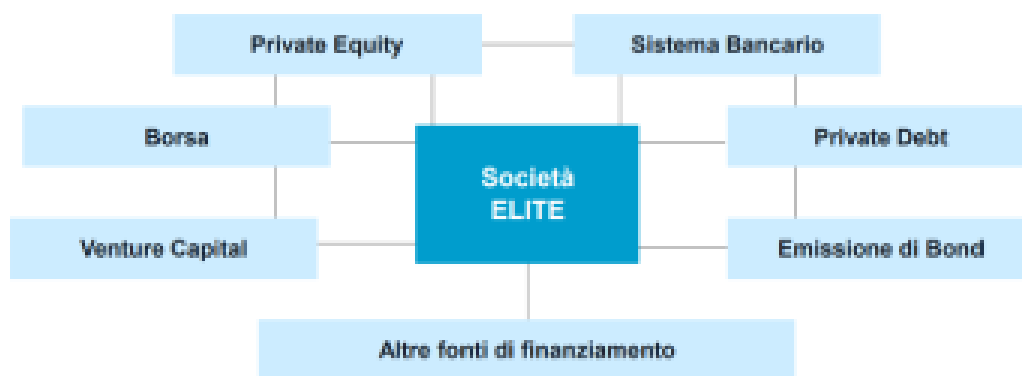 Private Equity
Sistema Bancario
Borsa
Private Debt
Società
ELITE
Venture Capital
Emissione di Bond
Altre fonti di finanziamento